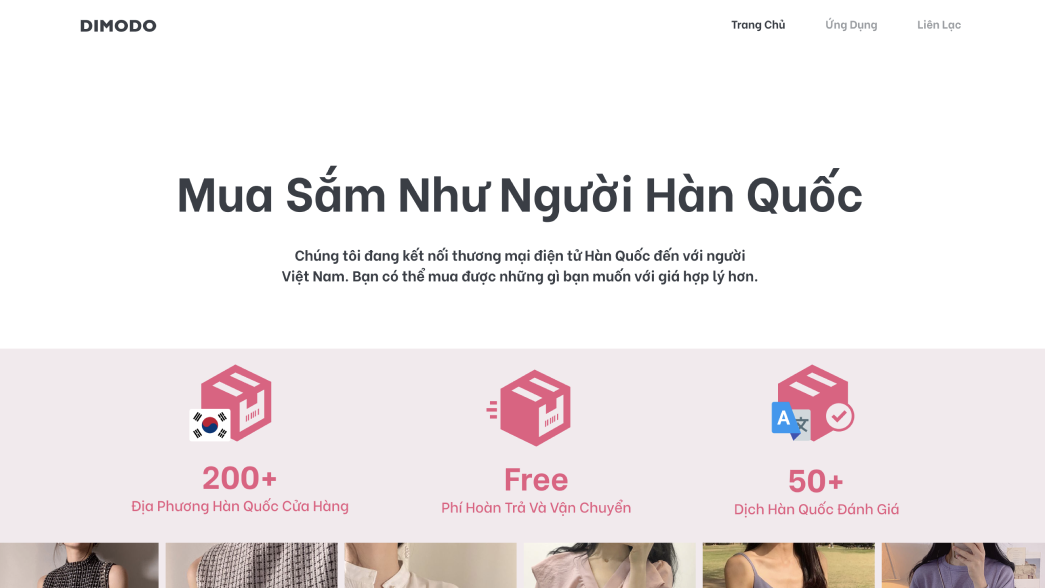 DIMODO
Trang Chủ
Ứng Dụng
Liên Lạc
Mua Sắm Như Người Hàn Quốc
Chúng tôi đang kết nối thương mại điện tử Hàn Quốc đến với người
Việt Nam. Bạn có thể mua được những gì bạn muốn với giá hợp lý hơn.
A
文
200+
Địa Phương Hàn Quốc Cửa Hàng
Free
Phí Hoàn Trả Và Vận Chuyển
50+
Dịch Hàn Quốc Đánh Giá